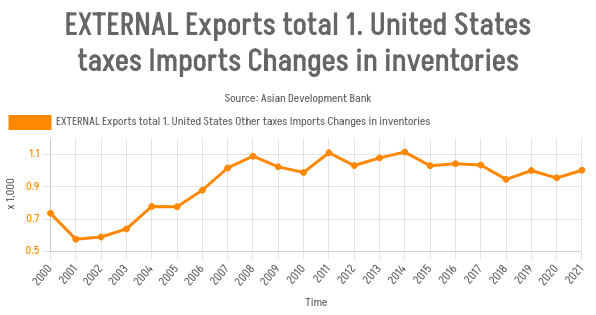 EXTERNAL Exports total 1. United States
taxes Imports Changes in inventories
Source: Asian Development Bank
EXTERNAL Exports total 1. United States Other taxes Imports Changes in inventories
x 1,000
1.1
0.9
0.7
0.5
2000 2001 2002 2003 2004 2005 2006 2007 2008 2009 2010 2011 2012 2013 2014 2015 2016 2017 2018 2019 2020 2021
Time